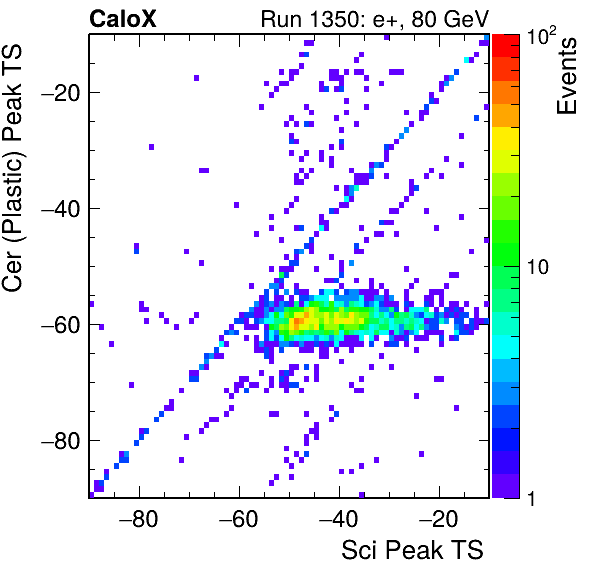 CaloX Run 1350: e+, 80 GeV
Cer (Plastic) Peak TS
−20
−40
−60
−80
−80 −60 −40 −20
Sci Peak TS
10²
10
1
Events